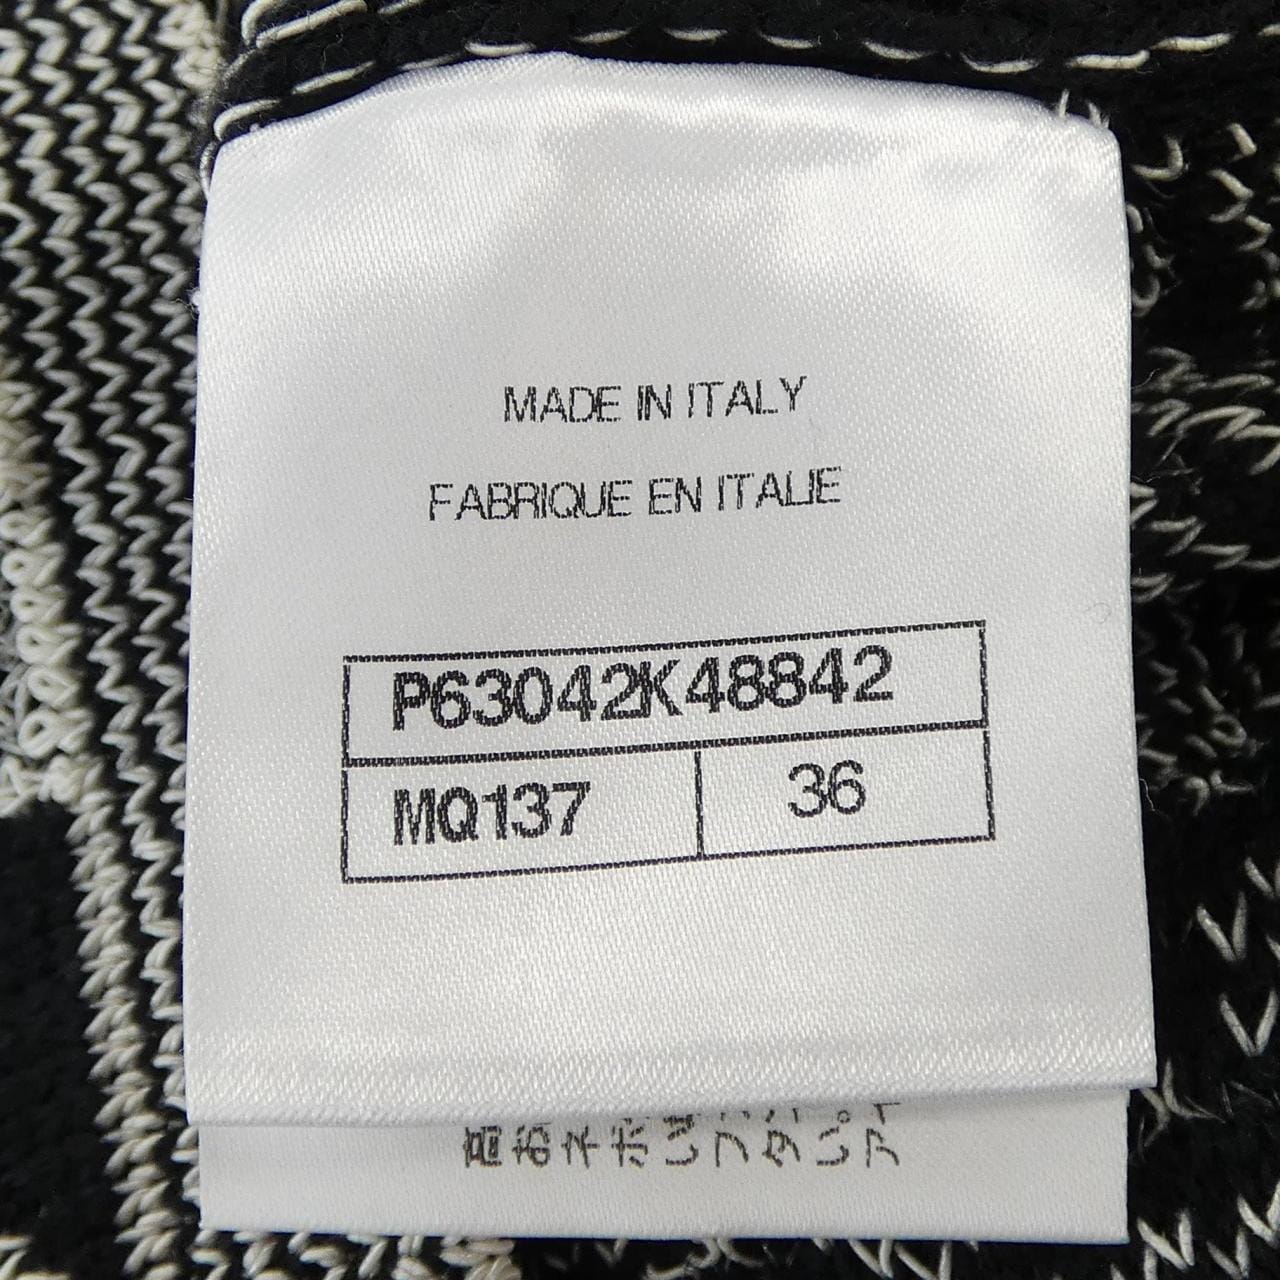 MADE IN ITALY
FABRIQUE EN ITALIE
P63042K48842
MQ137 36